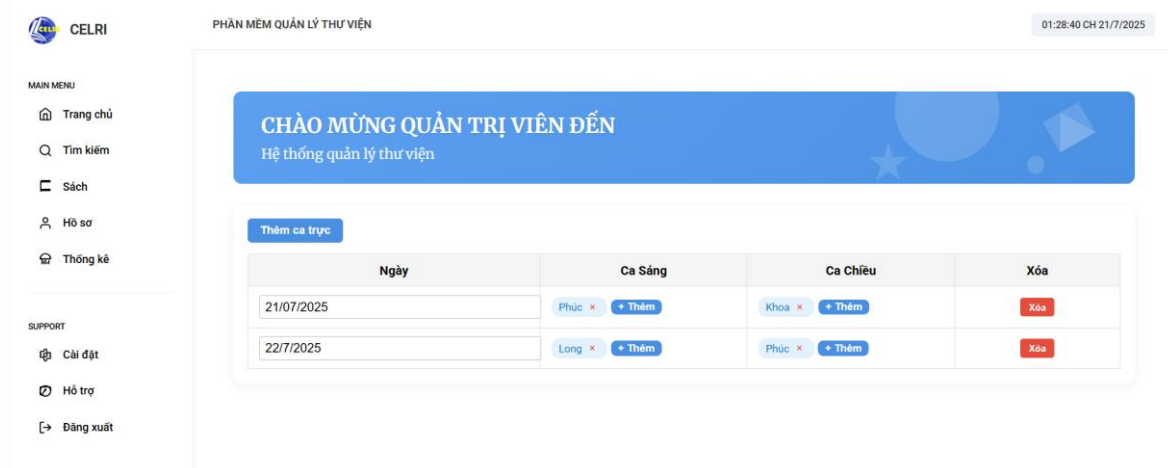 CELRI
PHẦN MỀM QUẢN LÝ THƯ VIỆN
01:28:40 CH 21/7/2025
MAIN MENU
Trang chủ
Tìm kiếm
Sách
Hồ sơ
Thống kê
SUPPORT
Cài đặt
Hỗ trợ
Đăng xuất
CHÀO MỪNG QUẢN TRỊ VIÊN ĐẾN
Hệ thống quản lý thư viện
Thêm ca trực
Ngày Ca Sáng Ca Chiều Xóa
21/07/2025 Phúc × + Thêm Khoa × + Thêm Xóa
22/7/2025 Long × + Thêm Phúc × + Thêm Xóa